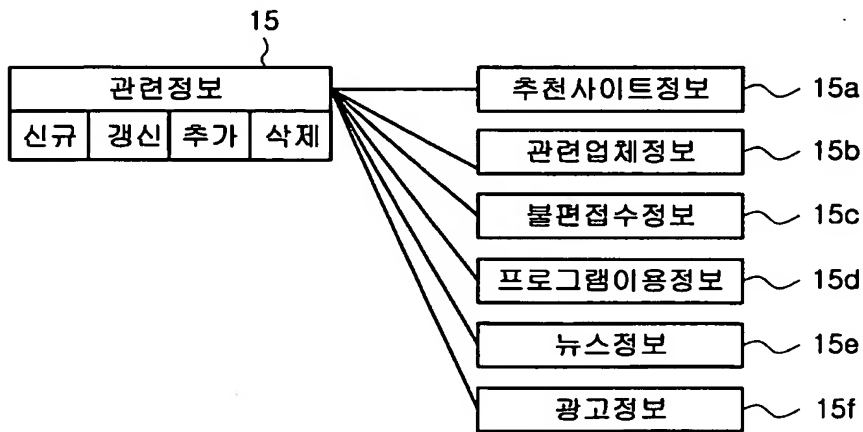 15
관련정보
신규 갱신 추가 삭제
추천사이트정보 15a
관련업체정보 15b
불편접수정보 15c
프로그램이용정보 15d
뉴스정보 15e
광고정보 15f